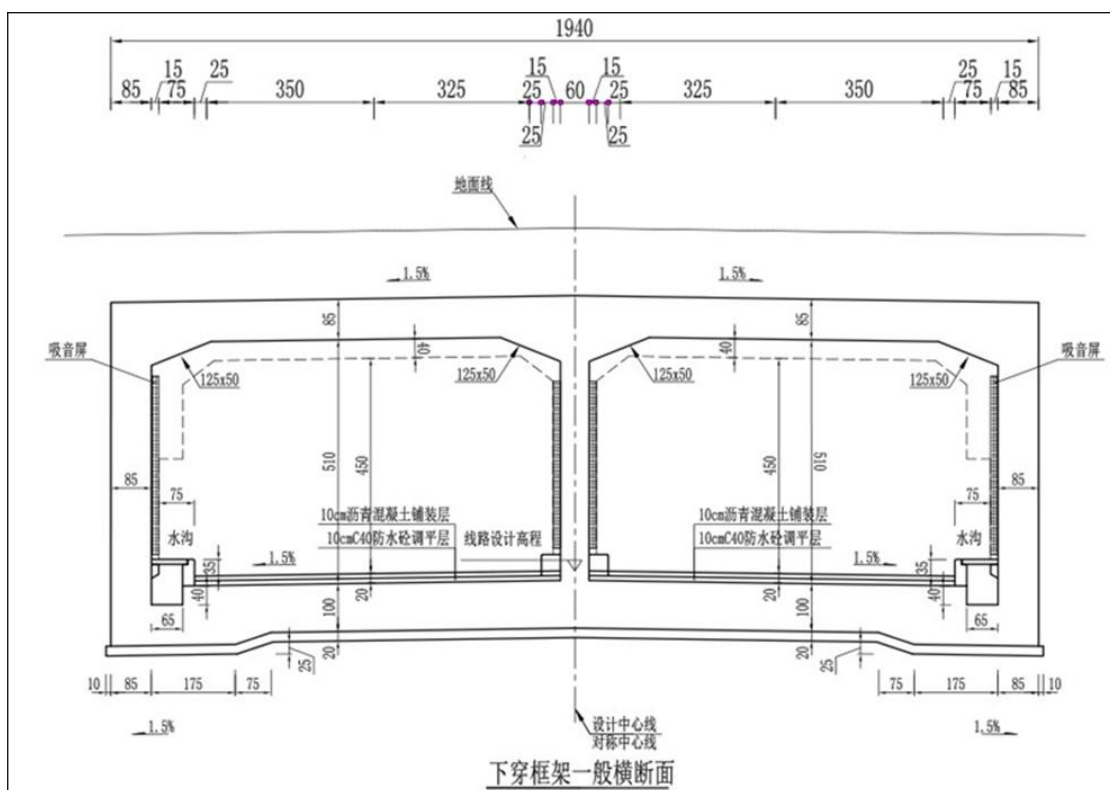 1940
15 25 15 25 15
85 75 350 325 25 60 25 325 350 75 85
25 25
地面线
1.5% 1.5%
85 85
吸音屏 40 40 吸音屏
125x50 125x50 125x50 125x50
85 510 450 450 510 85
75 75
10cm沥青混凝土铺装层 10cm沥青混凝土铺装层
水沟 10cmC40防水砼调平层 线路设计高程 10cmC40防水砼调平层 水沟
1.5% 1.5%
35 35
40 20 20 40
65 100 100 65
20 20
25 25
10 85 175 75 75 175 85 10
1.5% 1.5%
设计中心线
对称中心线
下穿框架一般横断面